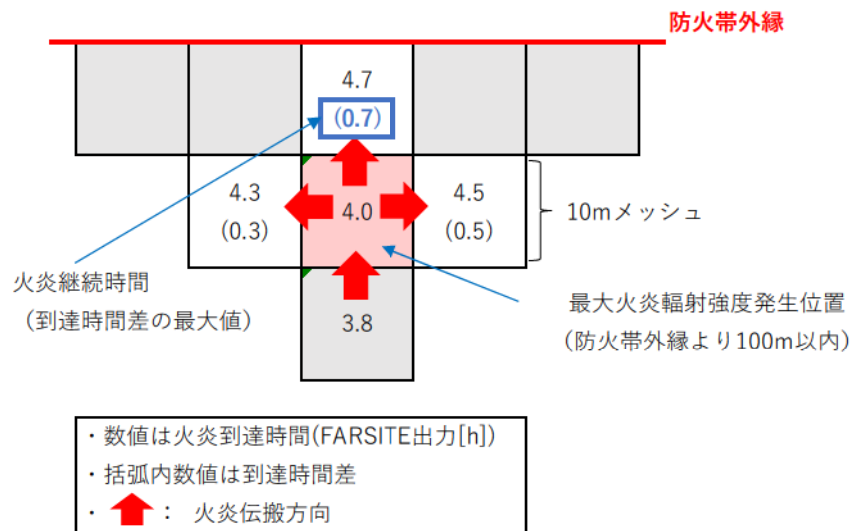 防火帯外縁
4.7
(0.7)
4.3
(0.3)
4.0
4.5
(0.5)
10mメッシュ
火炎継続時間
(到達時間差の最大値)
3.8
最大火炎輻射強度発生位置
(防火帯外縁より100m以内)
・数値は火炎到達時間(FARSITE出力[h])
・括弧内数値は到達時間差
・ : 火炎伝搬方向